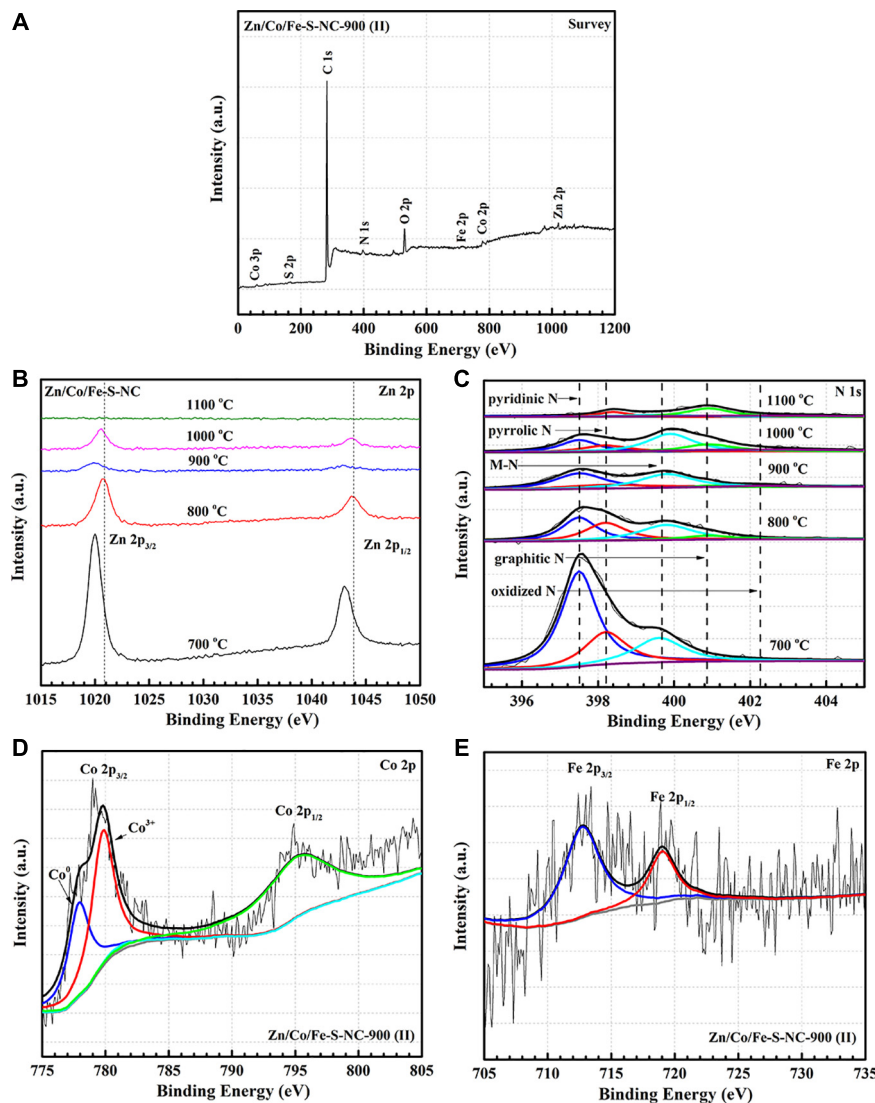 A
Zn/Co/Fe-S-NC-900 (II)
Survey
C 1s
Co 3p
S 2p
N 1s
O 2p
Fe 2p
Co 2p
Zn 2p
Intensity (a.u.)
0 200 400 600 800 1000 1200
Binding Energy (eV)
B
Zn/Co/Fe-S-NC
Zn 2p
1100 °C
1000 °C
900 °C
800 °C
Zn 2p3/2
Zn 2p1/2
700 °C
Intensity (a.u.)
1015 1020 1025 1030 1035 1040 1045 1050
Binding Energy (eV)
C
N 1s
pyridinic N
1100 °C
pyrrolic N
1000 °C
M-N
900 °C
800 °C
graphitic N
oxidized N
700 °C
Intensity (a.u.)
396 398 400 402 404
Binding Energy (eV)
D
Co 2p
Co 2p3/2
Co3+
Co0
Co 2p1/2
Intensity (a.u.)
Zn/Co/Fe-S-NC-900 (II)
775 780 785 790 795 800 805
Binding Energy (eV)
E
Fe 2p
Fe 2p3/2
Fe 2p1/2
Intensity (a.u.)
Zn/Co/Fe-S-NC-900 (II)
705 710 715 720 725 730 735
Binding Energy (eV)